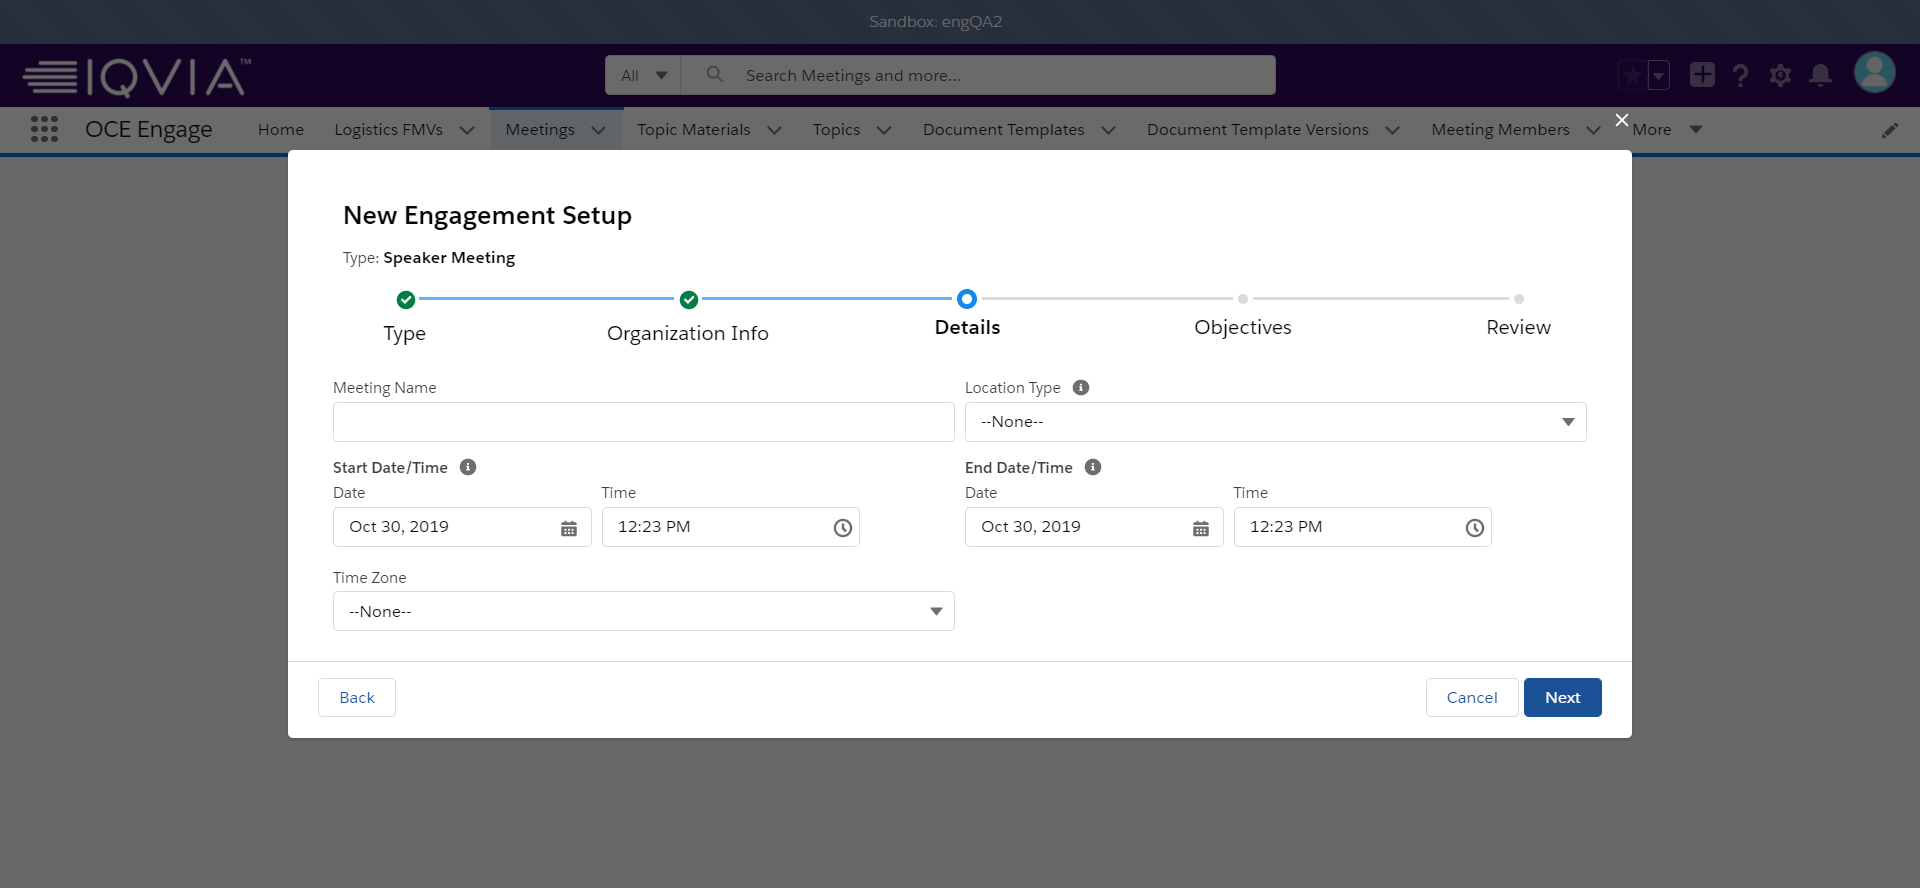 Sandbox: engQA2
IQVIA™
All
Search Meetings and more...
OCE Engage
Home
Logistics FMVs
Meetings
Topic Materials
Topics
Document Templates
Document Template Versions
Meeting Members
More
New Engagement Setup
Type: Speaker Meeting
Type
Organization Info
Details
Objectives
Review
Meeting Name
Location Type
--None--
Start Date/Time
End Date/Time
Date
Time
Date
Time
Oct 30, 2019
12:23 PM
Oct 30, 2019
12:23 PM
Time Zone
--None--
Back
Cancel
Next